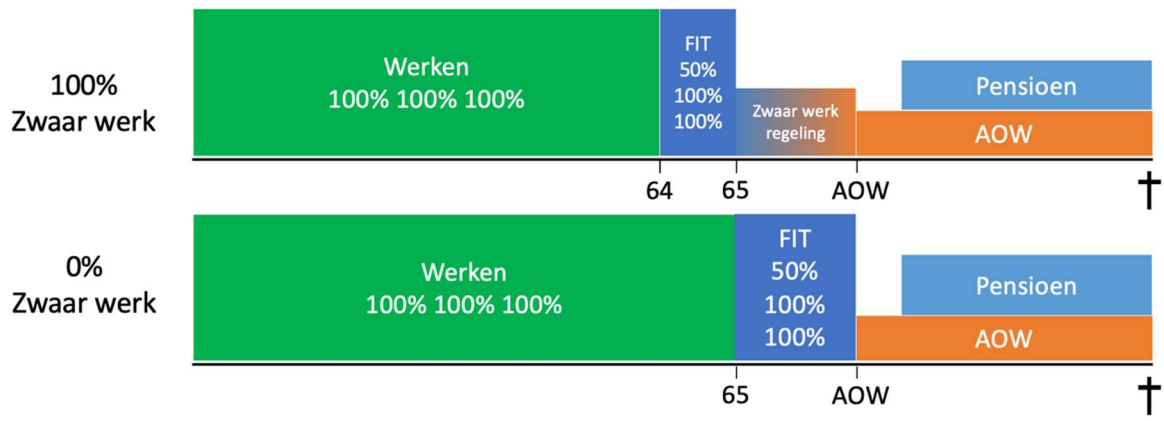 100%
Zwaar werk
Werken
100% 100% 100%
FIT
50%
100%
100%
Zwaar werk
regeling
Pensioen
AOW
64
65
AOW
†
0%
Zwaar werk
Werken
100% 100% 100%
FIT
50%
100%
100%
Pensioen
AOW
65
AOW
†